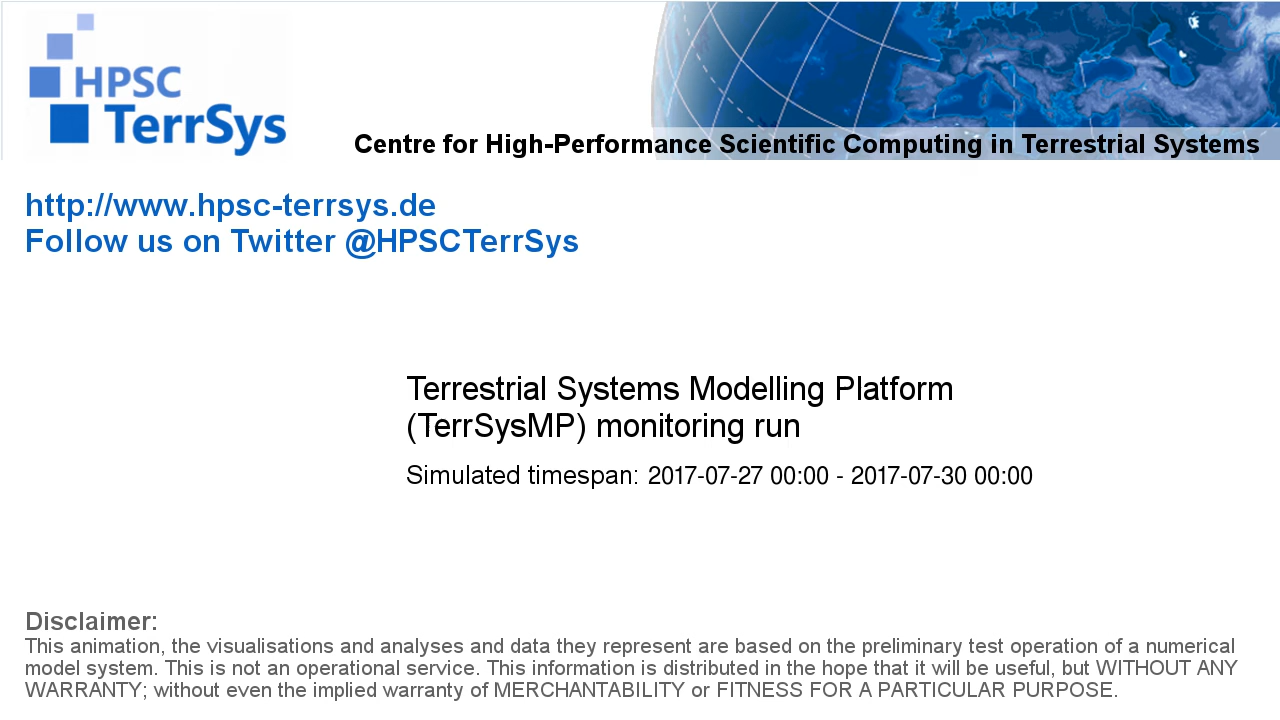 HPSC
TerrSys
Centre for High-Performance Scientific Computing in Terrestrial Systems
http://www.hpsc-terrsys.de
Follow us on Twitter @HPSCTerrSys
Terrestrial Systems Modelling Platform
(TerrSysMP) monitoring run
Simulated timespan: 2017-07-27 00:00 - 2017-07-30 00:00
Disclaimer:
This animation, the visualisations and analyses and data they represent are based on the preliminary test operation of a numerical
model system. This is not an operational service. This information is distributed in the hope that it will be useful, but WITHOUT ANY
WARRANTY; without even the implied warranty of MERCHANTABILITY or FITNESS FOR A PARTICULAR PURPOSE.